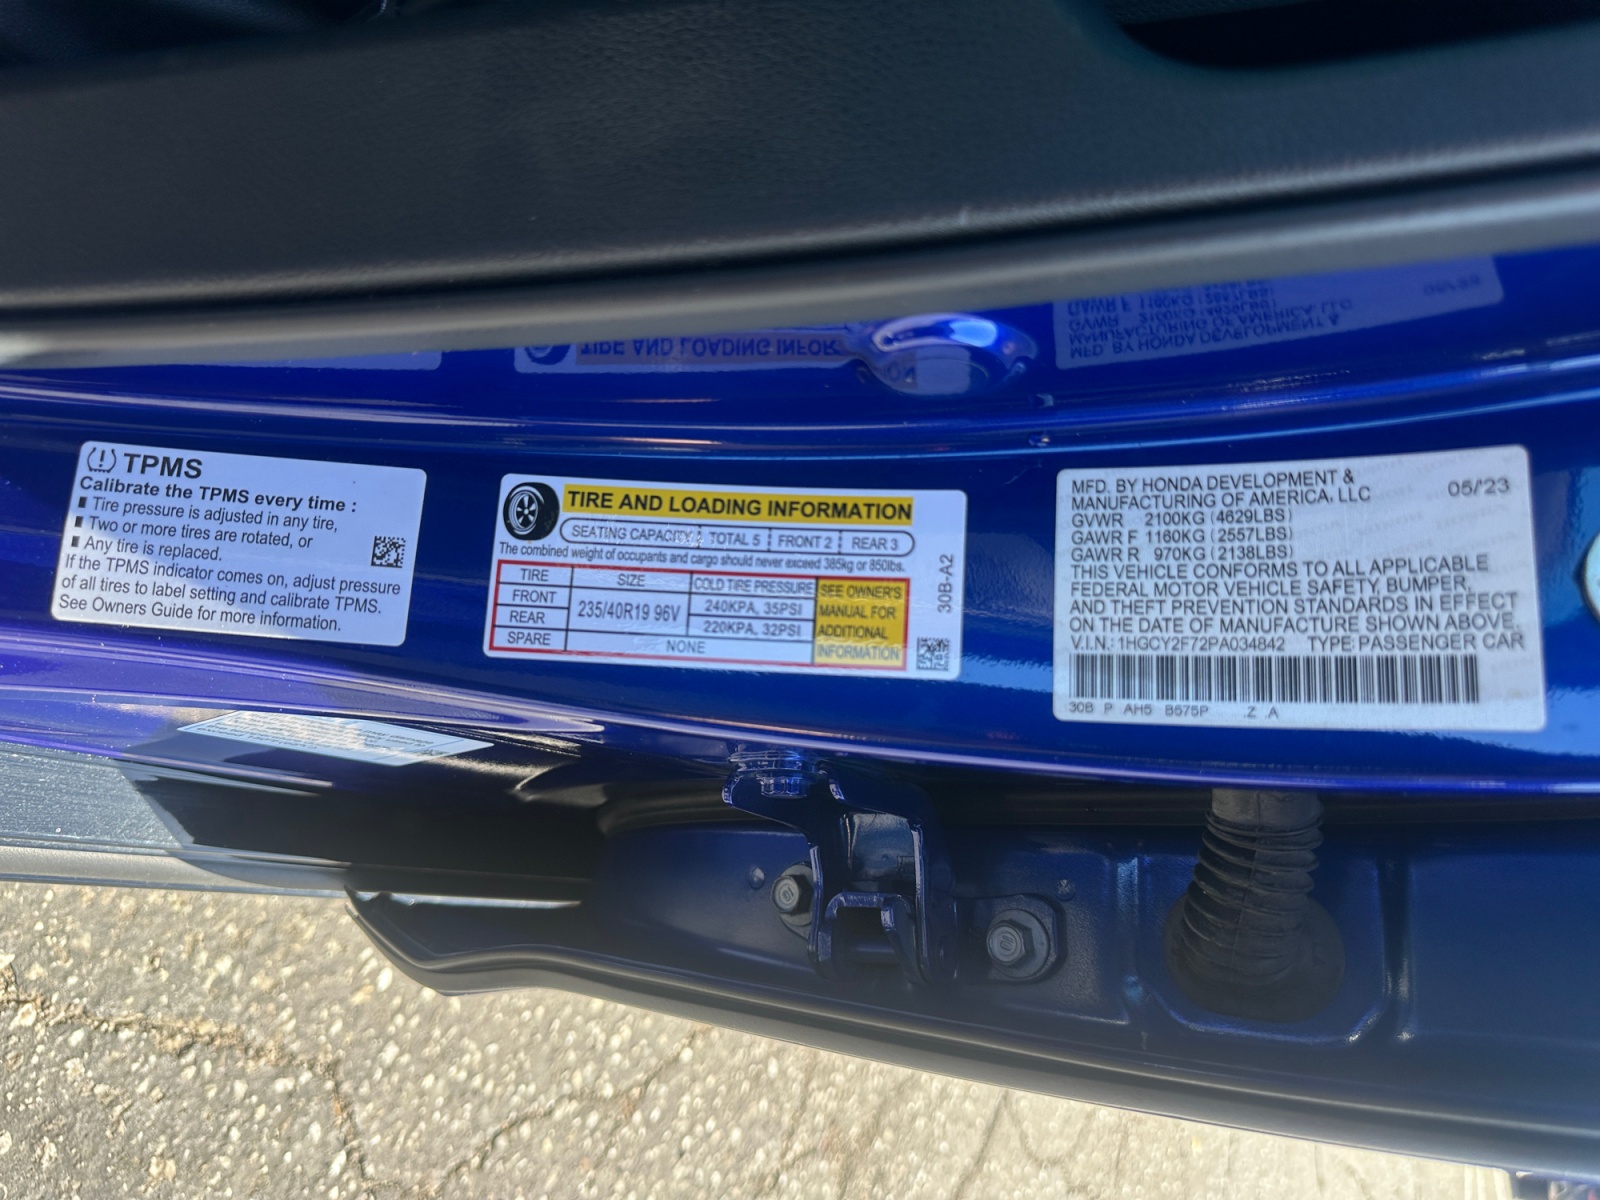 TPMS
Calibrate the TPMS every time :
Tire pressure is adjusted in any tire,
Two or more tires are rotated, or
Any tire is replaced.
If the TPMS indicator comes on, adjust pressure
of all tires to label setting and calibrate TPMS.
See Owners Guide for more information.
TIRE AND LOADING INFORMATION
SEATING CAPACITY TOTAL 5 FRONT 2 REAR 3
The combined weight of occupants and cargo should never exceed 385kg or 850lbs.
TIRE SIZE COLD TIRE PRESSURE
FRONT 235/40R19 96V 240KPA, 35PSI
REAR 220KPA, 32PSI
SPARE NONE
SEE OWNER'S
MANUAL FOR
ADDITIONAL
INFORMATION
30B-A2
MFD. BY HONDA DEVELOPMENT &
MANUFACTURING OF AMERICA, LLC 05/23
GVWR 2100KG (4629LBS)
GAWR F 1160KG (2557LBS)
GAWR R 970KG (2138LBS)
THIS VEHICLE CONFORMS TO ALL APPLICABLE
FEDERAL MOTOR VEHICLE SAFETY, BUMPER,
AND THEFT PREVENTION STANDARDS IN EFFECT
ON THE DATE OF MANUFACTURE SHOWN ABOVE.
V.I.N.: 1HGCY2F72PA034842 TYPE:PASSENGER CAR
30B P AH5 B575P .Z .A